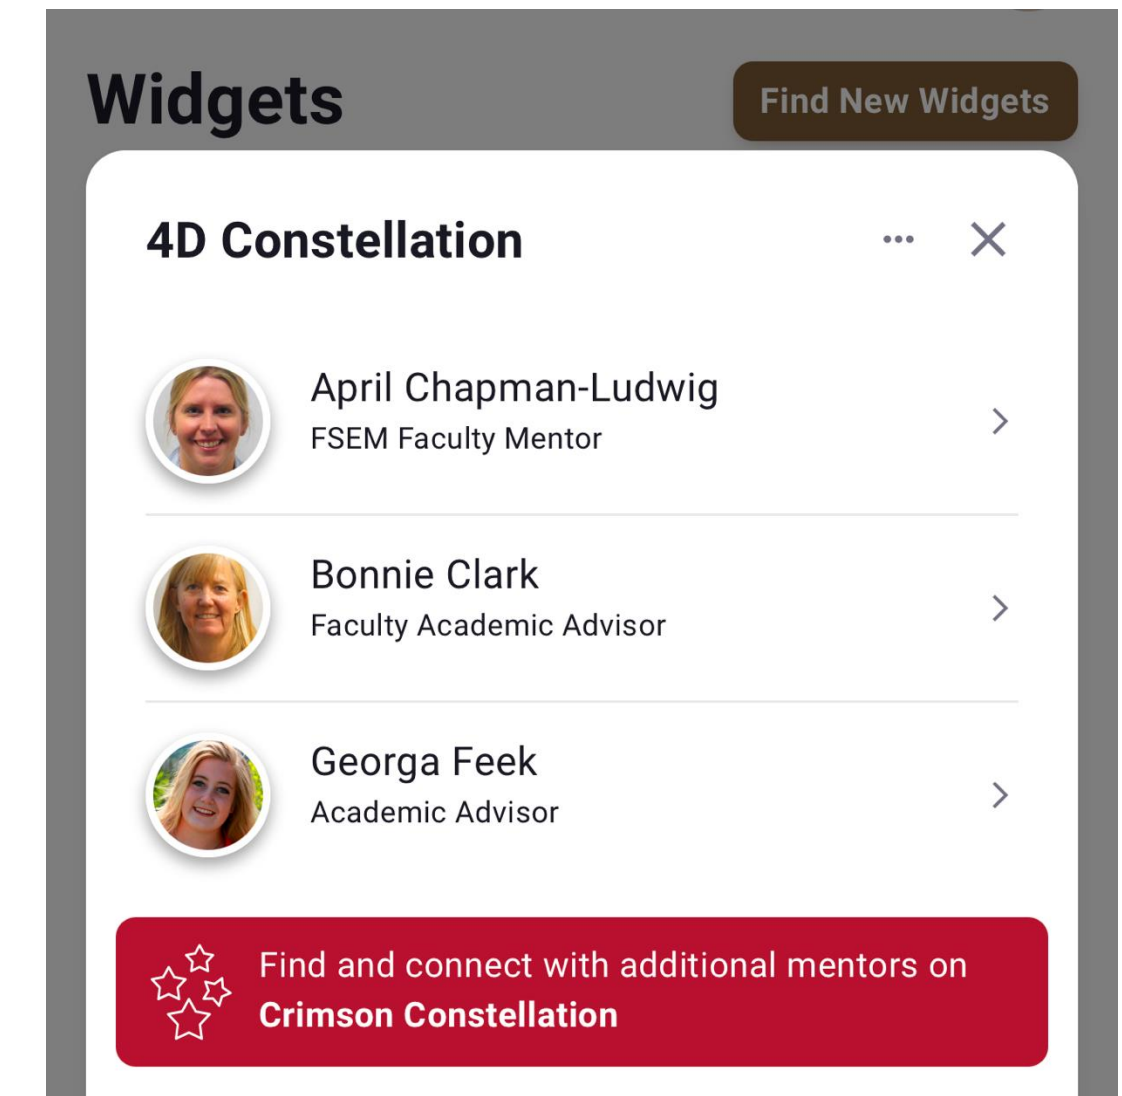 Widgets
Find New Widgets
4D Constellation
April Chapman-Ludwig
FSEM Faculty Mentor
Bonnie Clark
Faculty Academic Advisor
Georga Feek
Academic Advisor
Find and connect with additional mentors on
Crimson Constellation